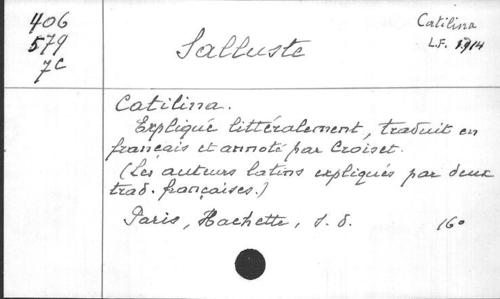 406
579
7C
Salluste
Catilina
L.F. 1914
Catilina.
Expliqué littéralement, traduit en
français et annoté par Croiset.
(Les auteurs latins expliqués par deux
trad. françaises.)
Paris, Hachette, s. d. 16°